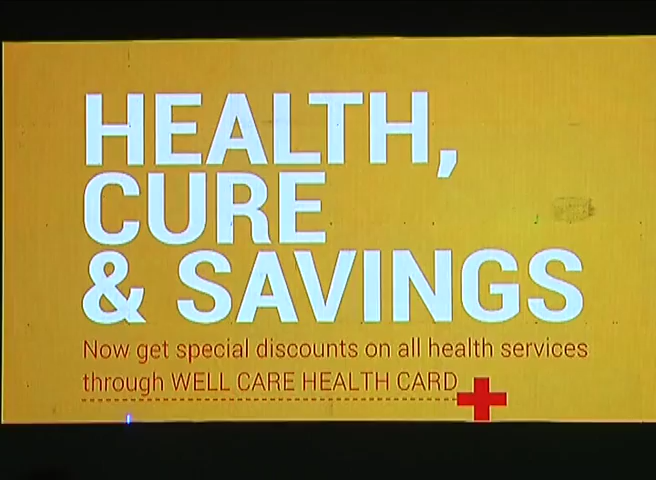 HEALTH,
CURE
& SAVINGS
Now get special discounts on all health services
through WELL CARE HEALTH CARD